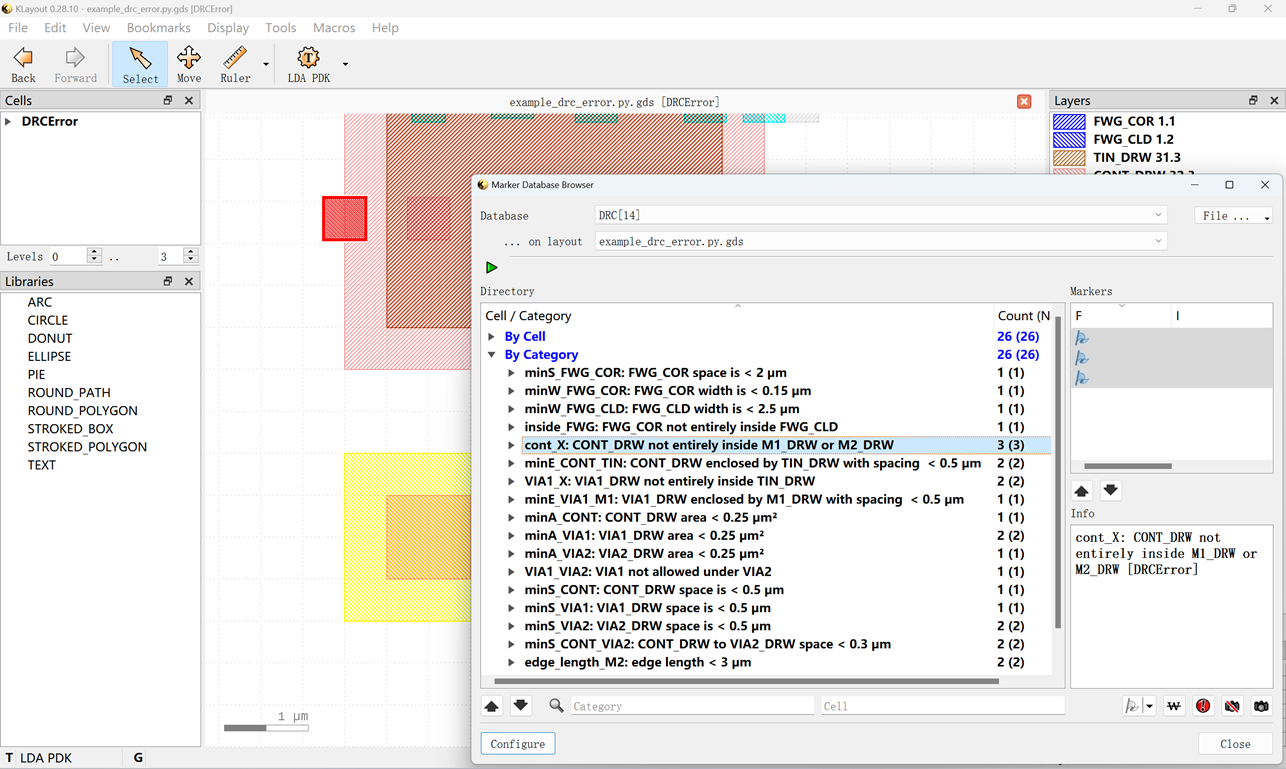 KLayout 0.28.10 - example_drc_error.py.gds [DRCError]
File Edit View Bookmarks Display Tools Macros Help
Back Forward Select Move Ruler LDA PDK
Cells
DRCError
Levels 0 .. 3
Libraries
ARC
CIRCLE
DONUT
ELLIPSE
PIE
ROUND_PATH
ROUND_POLYGON
STROKED_BOX
STROKED_POLYGON
TEXT
T LDA PDK G
example_drc_error.py.gds [DRCError]
1 μm
Layers
FWG_COR 1.1
FWG_CLD 1.2
TIN_DRW 31.3
Marker Database Browser
Database DRC[14] File ...
... on layout example_drc_error.py.gds
Directory
Cell / Category Count (N
By Cell 26 (26)
By Category 26 (26)
minS_FWG_COR: FWG_COR space is < 2 μm 1 (1)
minW_FWG_COR: FWG_COR width is < 0.15 μm 1 (1)
minW_FWG_CLD: FWG_CLD width is < 2.5 μm 1 (1)
inside_FWG: FWG_COR not entirely inside FWG_CLD 1 (1)
cont_X: CONT_DRW not entirely inside M1_DRW or M2_DRW 3 (3)
minE_CONT_TIN: CONT_DRW enclosed by TIN_DRW with spacing < 0.5 μm 2 (2)
VIA1_X: VIA1_DRW not entirely inside TIN_DRW 2 (2)
minE_VIA1_M1: VIA1_DRW enclosed by M1_DRW with spacing < 0.5 μm 1 (1)
minA_CONT: CONT_DRW area < 0.25 μm² 1 (1)
minA_VIA1: VIA1_DRW area < 0.25 μm² 2 (2)
minA_VIA2: VIA2_DRW area < 0.25 μm² 1 (1)
VIA1_VIA2: VIA1 not allowed under VIA2 1 (1)
minS_CONT: CONT_DRW space is < 0.5 μm 1 (1)
minS_VIA1: VIA1_DRW space is < 0.5 μm 1 (1)
minS_VIA2: VIA2_DRW space is < 0.5 μm 2 (2)
minS_CONT_VIA2: CONT_DRW to VIA2_DRW space < 0.3 μm 2 (2)
edge_length_M2: edge length < 3 μm 2 (2)
Category Cell
Markers
F I
Info
cont_X: CONT_DRW not
entirely inside M1_DRW or
M2_DRW [DRCError]
W
Configure Close